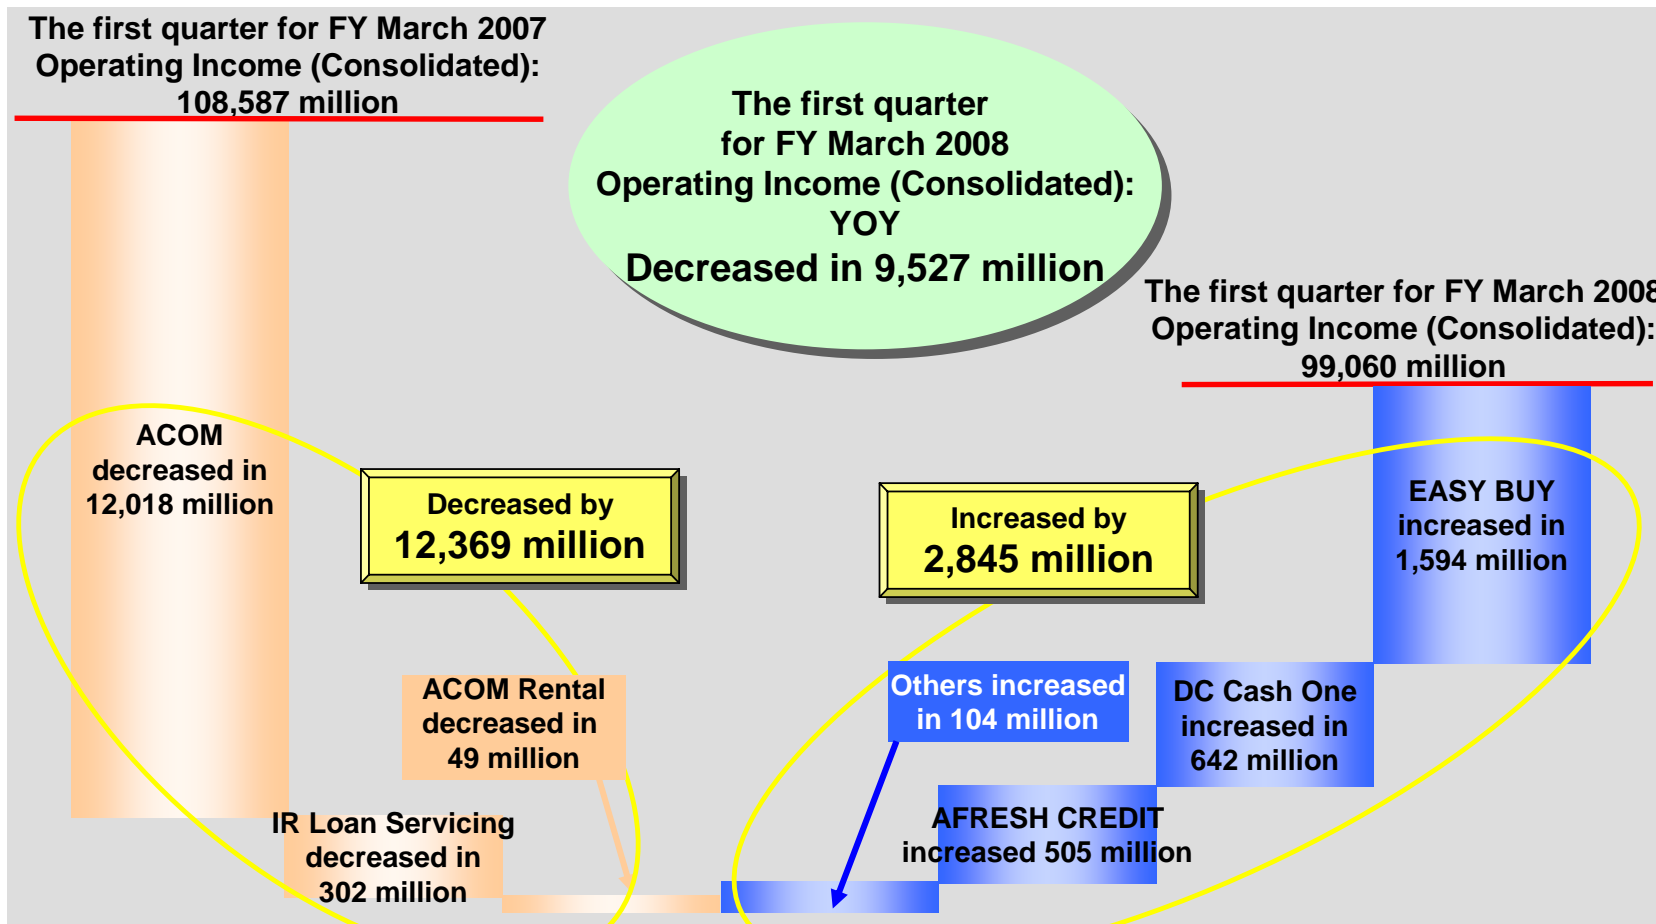 The first quarter for FY March 2007
Operating Income (Consolidated):
108,587 million
The first quarter
for FY March 2008
Operating Income (Consolidated):
YOY
Decreased in 9,527 million
The first quarter for FY March 2008
Operating Income (Consolidated):
99,060 million
ACOM
decreased in
12,018 million
Decreased by
12,369 million
Increased by
2,845 million
EASY BUY
increased in
1,594 million
ACOM Rental
decreased in
49 million
Others increased
in 104 million
DC Cash One
increased in
642 million
IR Loan Servicing
decreased in
302 million
AFRESH CREDIT
increased 505 million